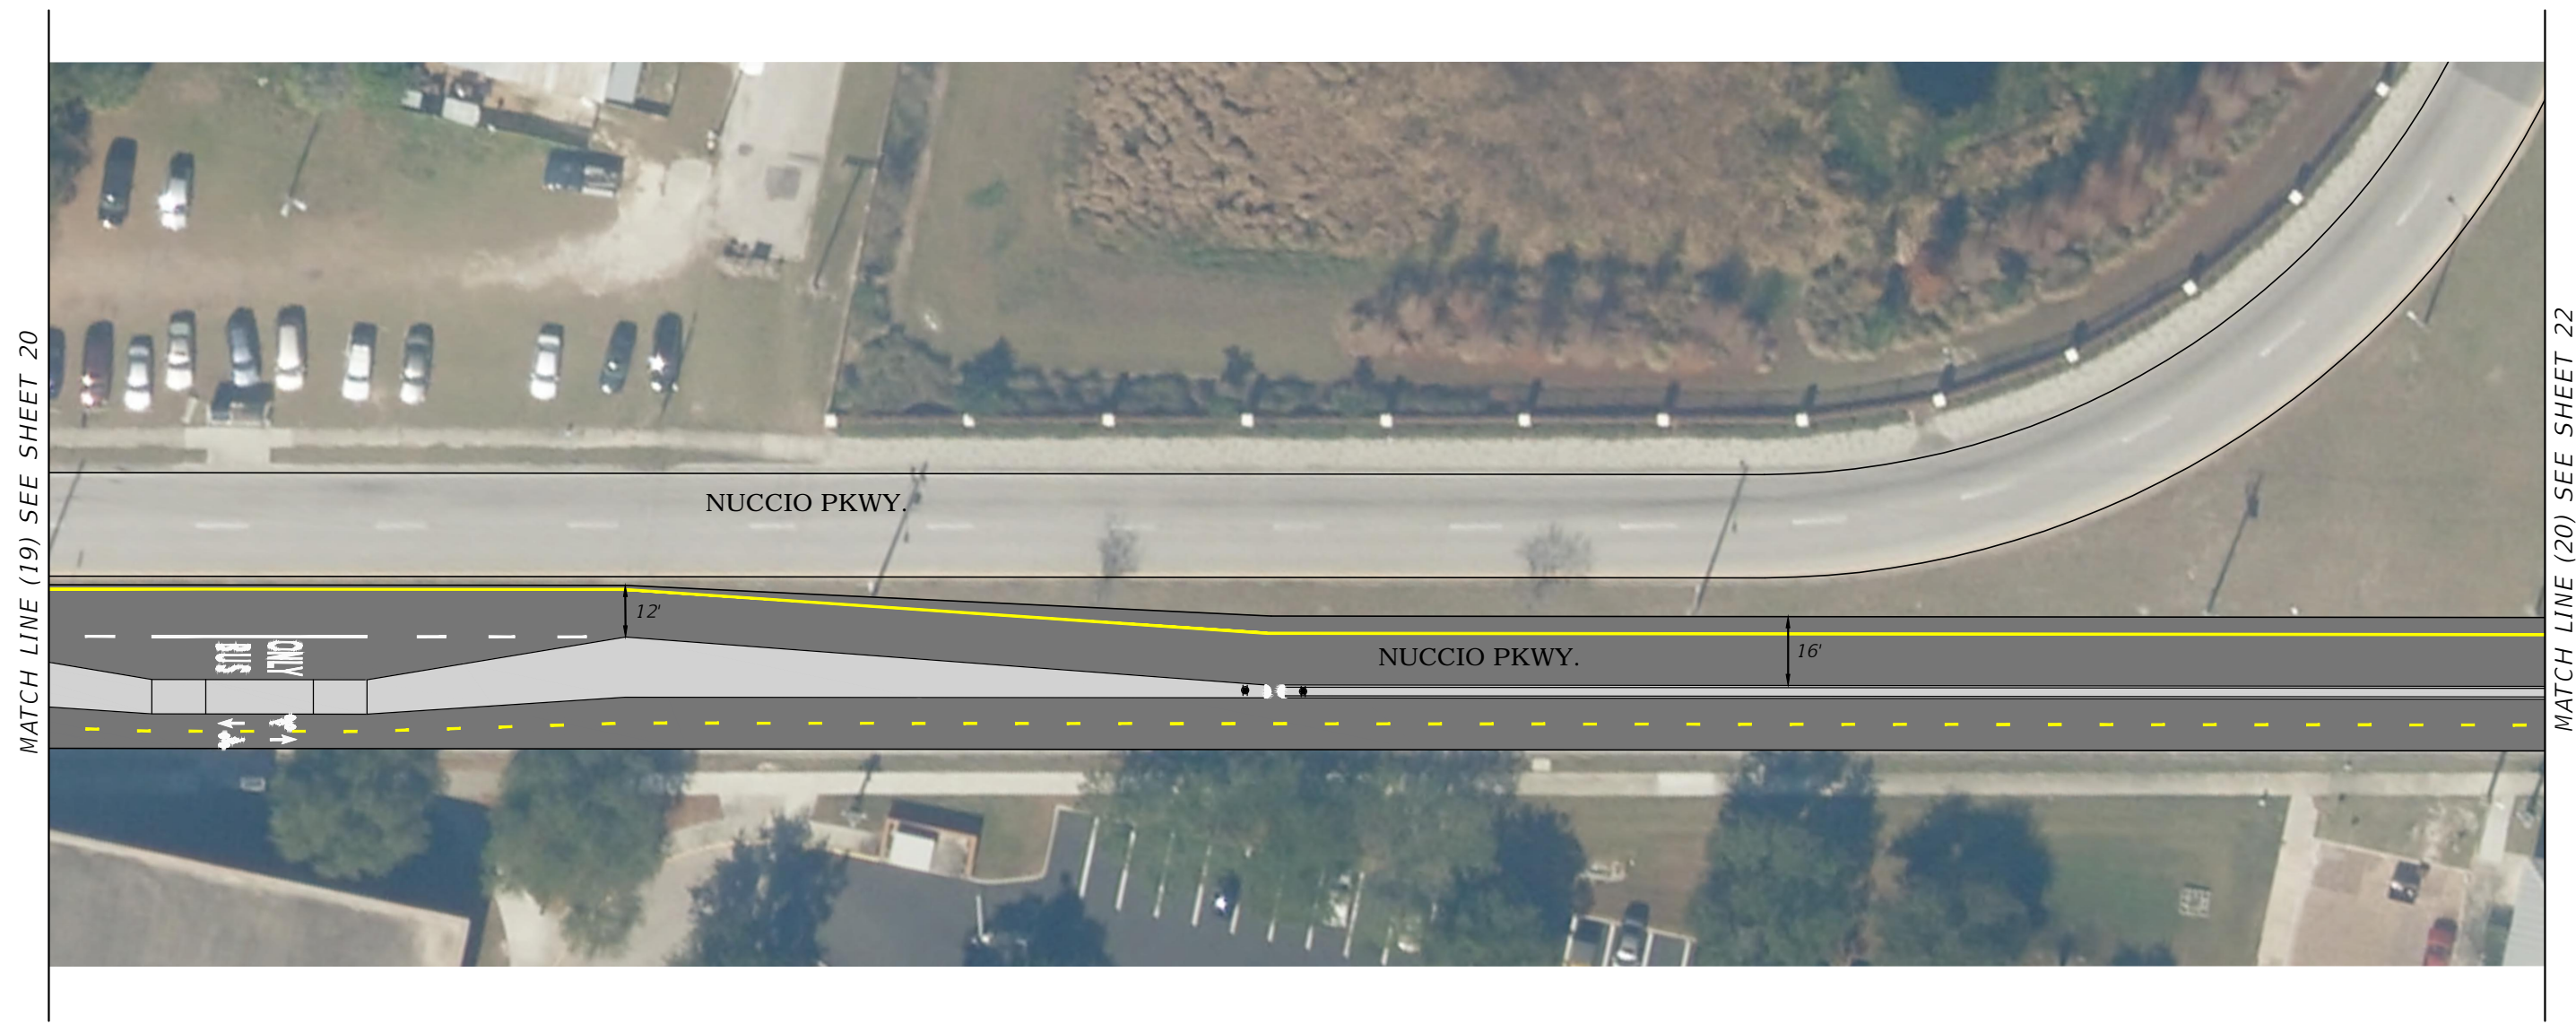 MATCH LINE (19) SEE SHEET 20
NUCCIO PKWY.
12'
BUS
ONLY
NUCCIO PKWY.
16'
MATCH LINE (20) SEE SHEET 22